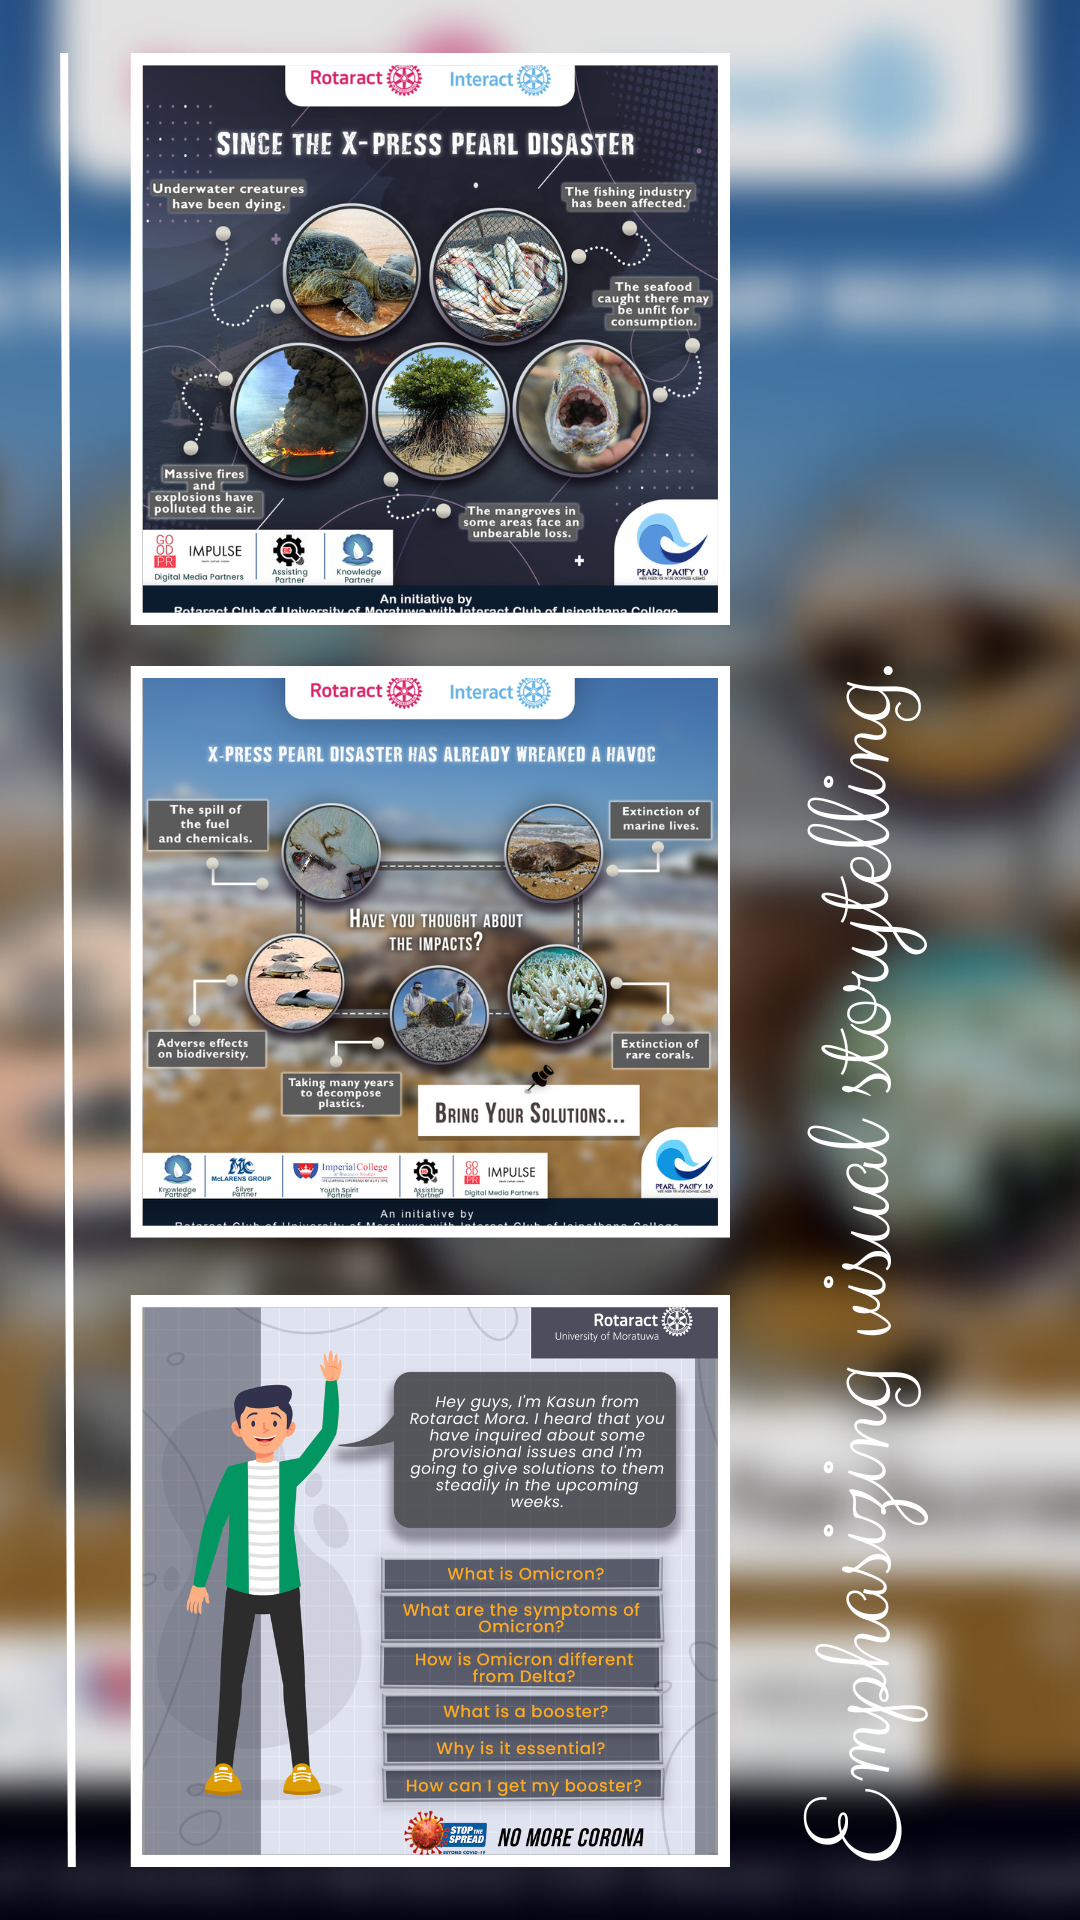 Rotaract Interact
SINCE THE X-PRESS PEARL DISASTER
Underwater creatures
have been dying.
The fishing industry
has been affected.
The seafood
caught there may
be unfit for
consumption.
Massive fires
and
explosions have
polluted the air.
The mangroves in
some areas face an
unbearable loss.
GO
OD
PR
IMPULSE
Digital Media Partners
Assisting
Partner
Knowledge
Partner
PEARL PACIFY 1.0
An initiative by
Rotaract Club of University of Moratuwa with Interact Club of Isipathana College
Rotaract Interact
X-PRESS PEARL DISASTER HAS ALREADY WREAKED A HAVOC
The spill of
the fuel
and chemicals.
Extinction of
marine lives.
HAVE YOU THOUGHT ABOUT
THE IMPACTS?
Adverse effects
on biodiversity.
Extinction of
rare corals.
Taking many years
to decompose
plastics.
BRING YOUR SOLUTIONS...
Knowledge
Partner
Mc
McLARENS GROUP
Silver
Partner
Imperial College
Youth Spirit
Partner
Assisting
Partner
GO
OD
PR
IMPULSE
Digital Media Partners
PEARL PACIFY 1.0
An initiative by
Rotaract Club of University of Moratuwa with Interact Club of Isipathana College
Rotaract
University of Moratuwa
Hey guys, I'm Kasun from
Rotaract Mora. I heard that you
have inquired about some
provisional issues and I'm
going to give solutions to them
steadily in the upcoming
weeks.
What is Omicron?
What are the symptoms of
Omicron?
How is Omicron different
from Delta?
What is a booster?
Why is it essential?
How can I get my booster?
STOP THE
SPREAD
BEYOND COVID-19
NO MORE CORONA
Emphasizing visual storytelling.